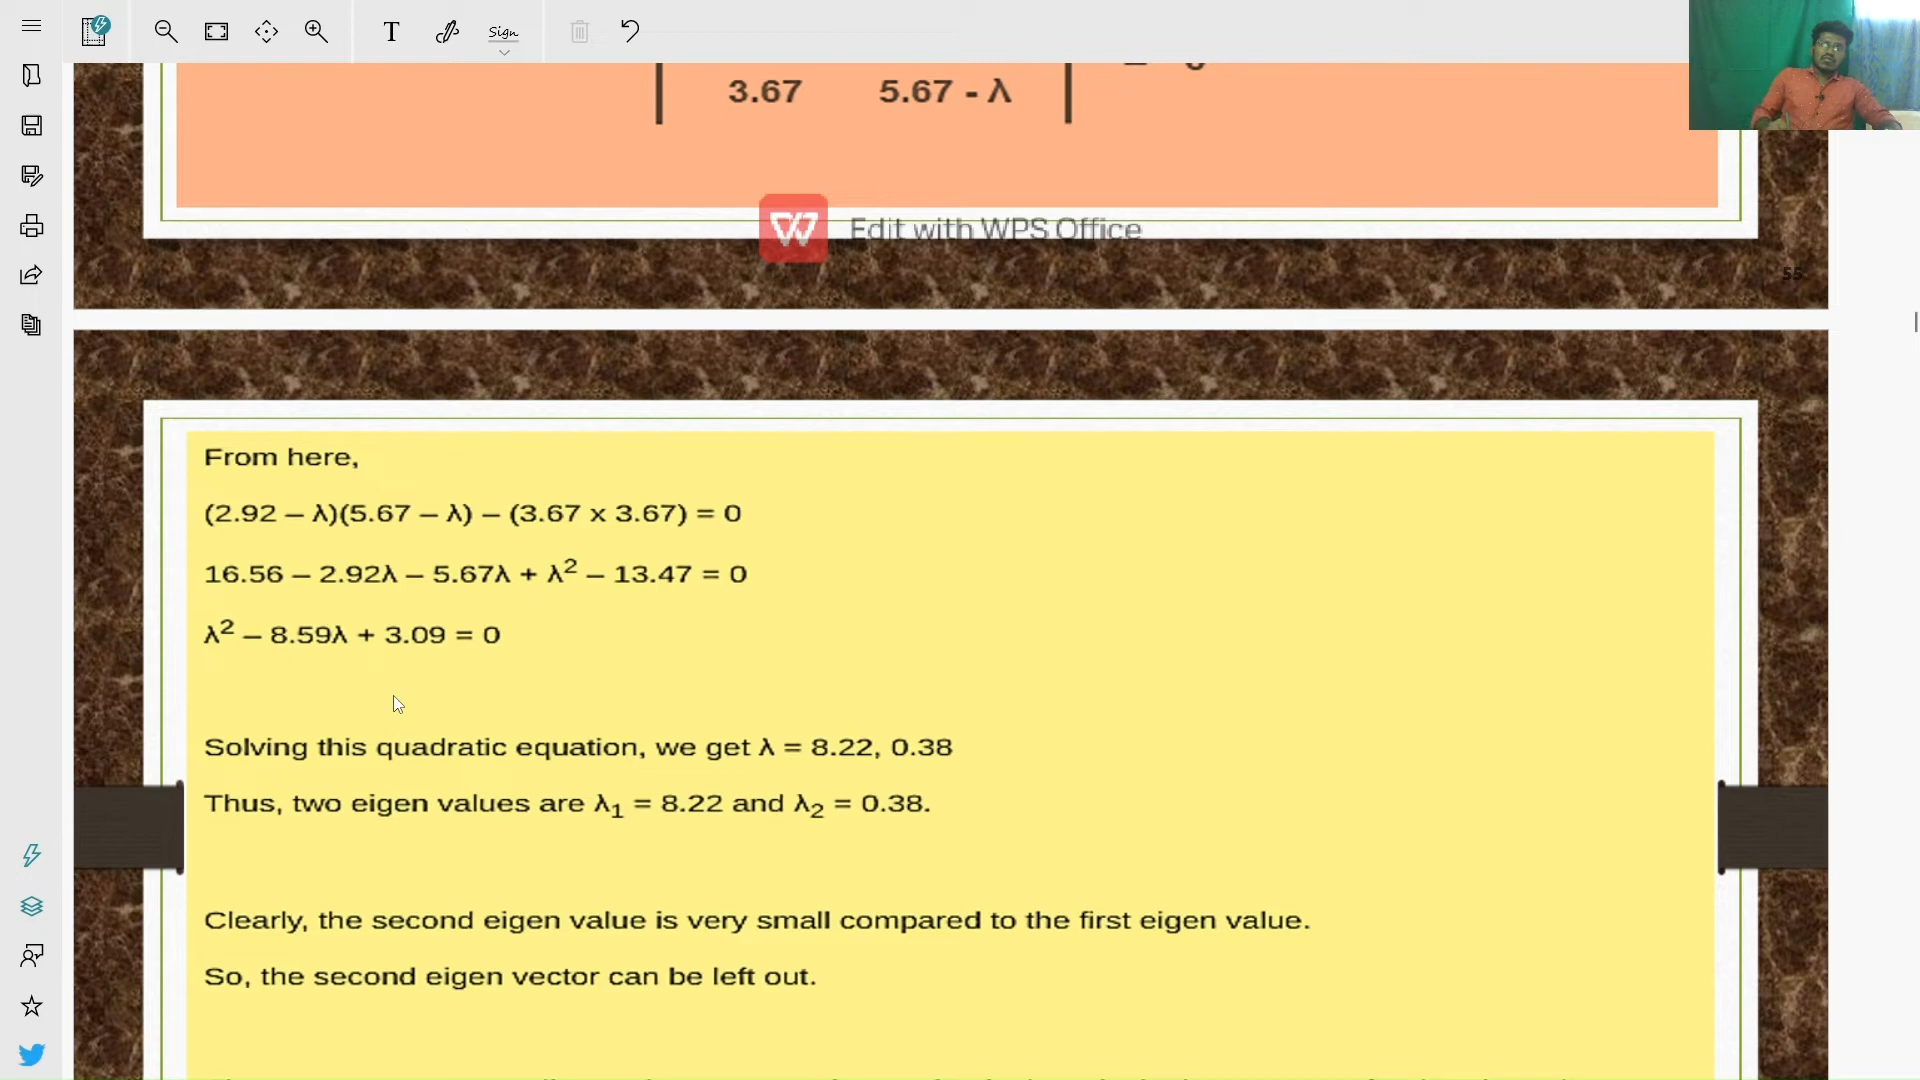 Sign
3.67 5.67 - λ
Edit with WPS Office
55
From here,
(2.92 – λ)(5.67 – λ) – (3.67 x 3.67) = 0
16.56 – 2.92λ – 5.67λ + λ² – 13.47 = 0
λ² – 8.59λ + 3.09 = 0
Solving this quadratic equation, we get λ = 8.22, 0.38
Thus, two eigen values are λ₁ = 8.22 and λ₂ = 0.38.
Clearly, the second eigen value is very small compared to the first eigen value.
So, the second eigen vector can be left out.